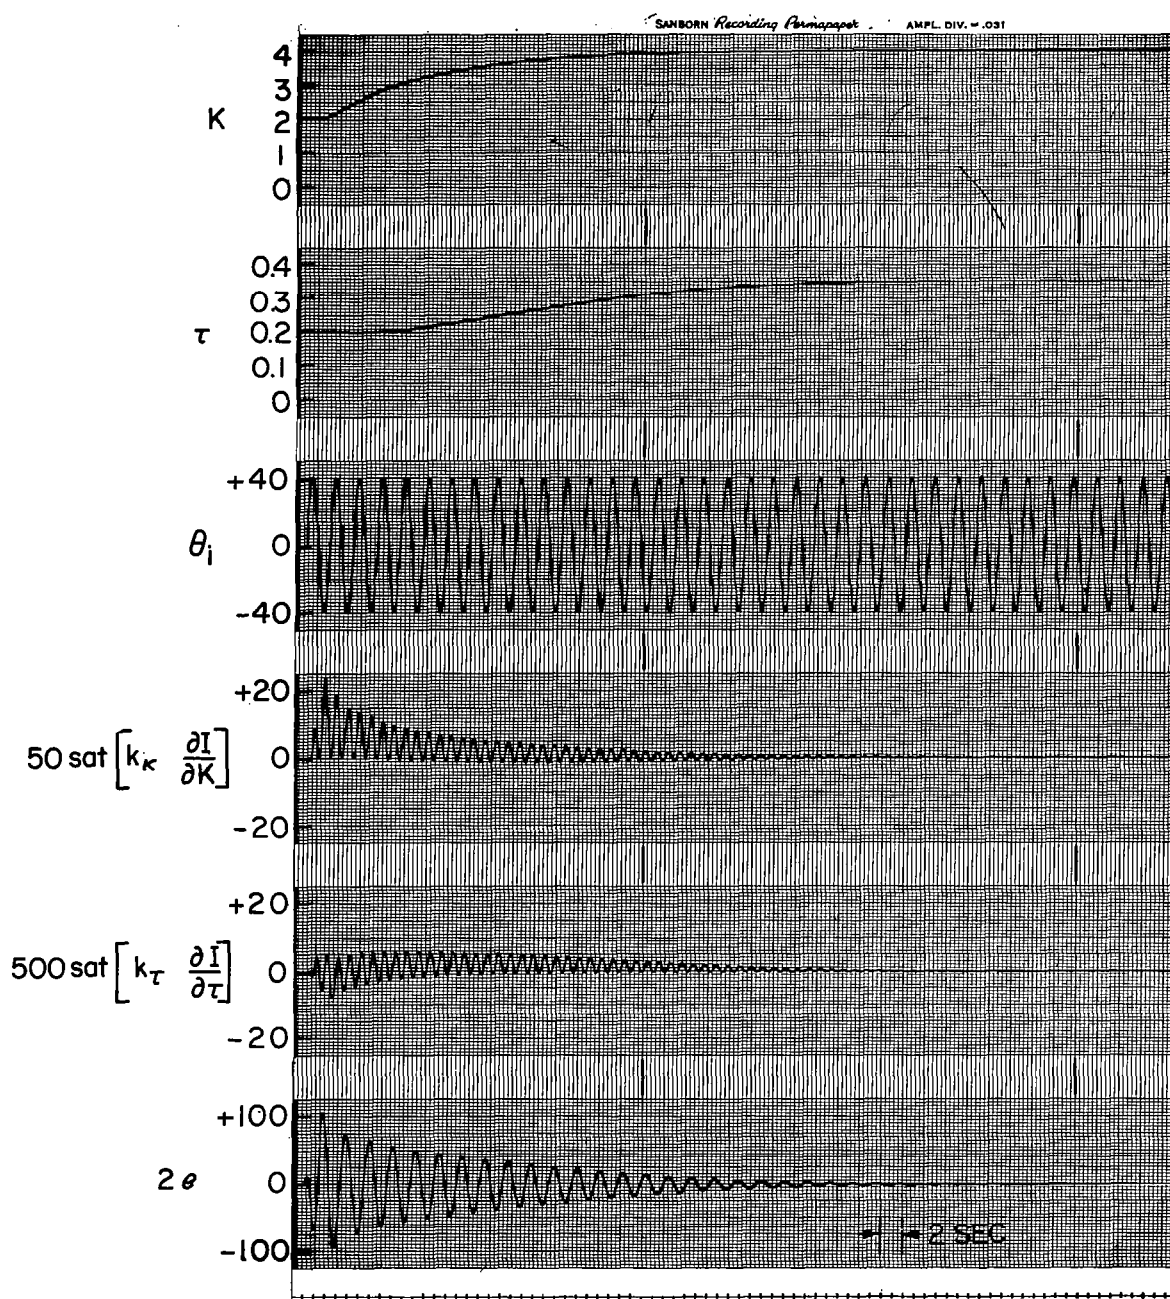 SANBORN Recording Permapaper AMPL. DIV. = .031
4
3
K
2
1
0
0.4
0.3
τ
0.2
0.1
0
+40
θi
0
-40
+20
50 sat [kκ ∂I/∂K]
0
-20
+20
500 sat [kτ ∂I/∂τ]
0
-20
+100
2 e
0
-100
2 SEC